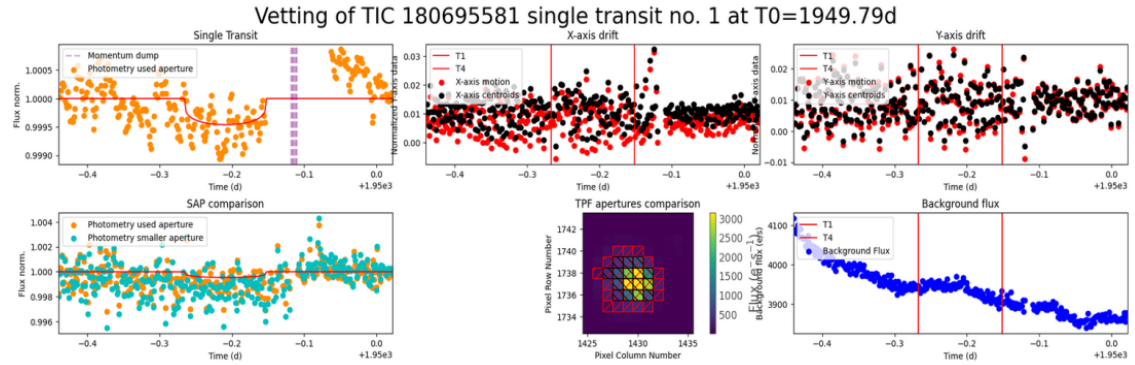 Vetting of TIC 180695581 single transit no. 1 at T0=1949.79d
Single Transit
Momentum dump
Photometry used aperture
Flux norm.
1.0005
1.0000
0.9995
0.9990
−0.4 −0.3 −0.2 −0.1 0.0
Time (d)
+1.95e3
X-axis drift
T1
T4
X-axis motion
X-axis centroids
0.03
0.02
0.01
0.00
−0.4 −0.3 −0.2 −0.1 0.0
Time (d)
+1.95e3
Y-axis drift
T1
T4
Y-axis motion
Y-axis centroids
0.02
0.01
0.00
−0.01
−0.4 −0.3 −0.2 −0.1 0.0
Time (d)
+1.95e3
SAP comparison
Photometry used aperture
Photometry smaller aperture
Flux norm.
1.004
1.002
1.000
0.998
0.996
−0.4 −0.3 −0.2 −0.1 0.0
Time (d)
+1.95e3
TPF apertures comparison
Pixel Row Number
1742
1740
1738
1736
1734
1425 1430 1435
Pixel Column Number
3000
2500
2000
1500
1000
500
Background flux
T1
T4
Background Flux
4100
4000
3900
−0.4 −0.3 −0.2 −0.1 0.0
Time (d)
+1.95e3